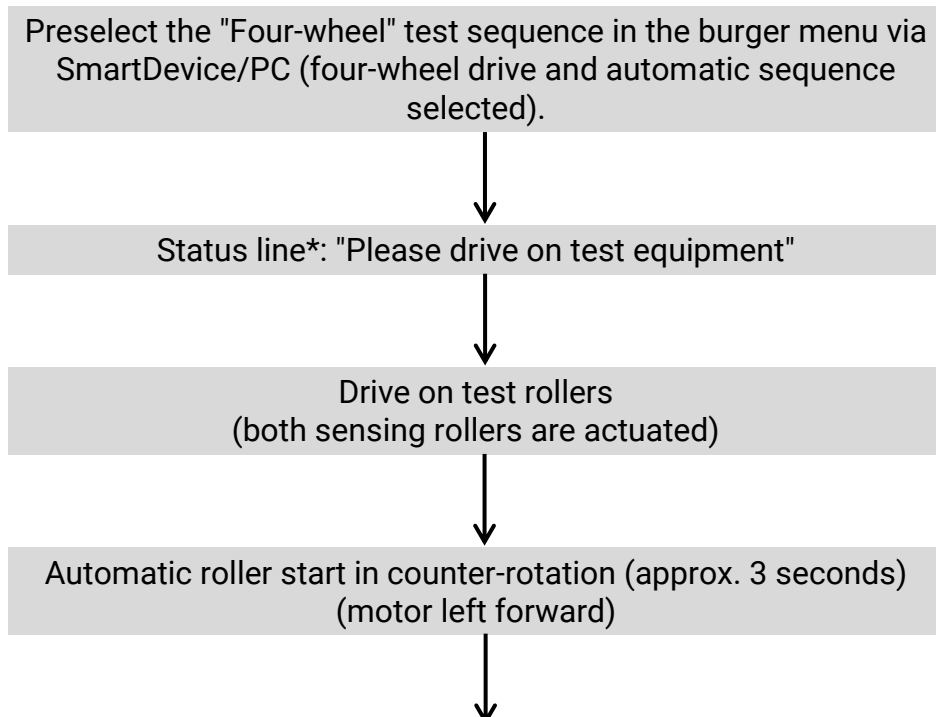 Preselect the "Four-wheel" test sequence in the burger menu via
SmartDevice/PC (four-wheel drive and automatic sequence
selected).
Status line*: "Please drive on test equipment"
Drive on test rollers
(both sensing rollers are actuated)
Automatic roller start in counter-rotation (approx. 3 seconds)
(motor left forward)